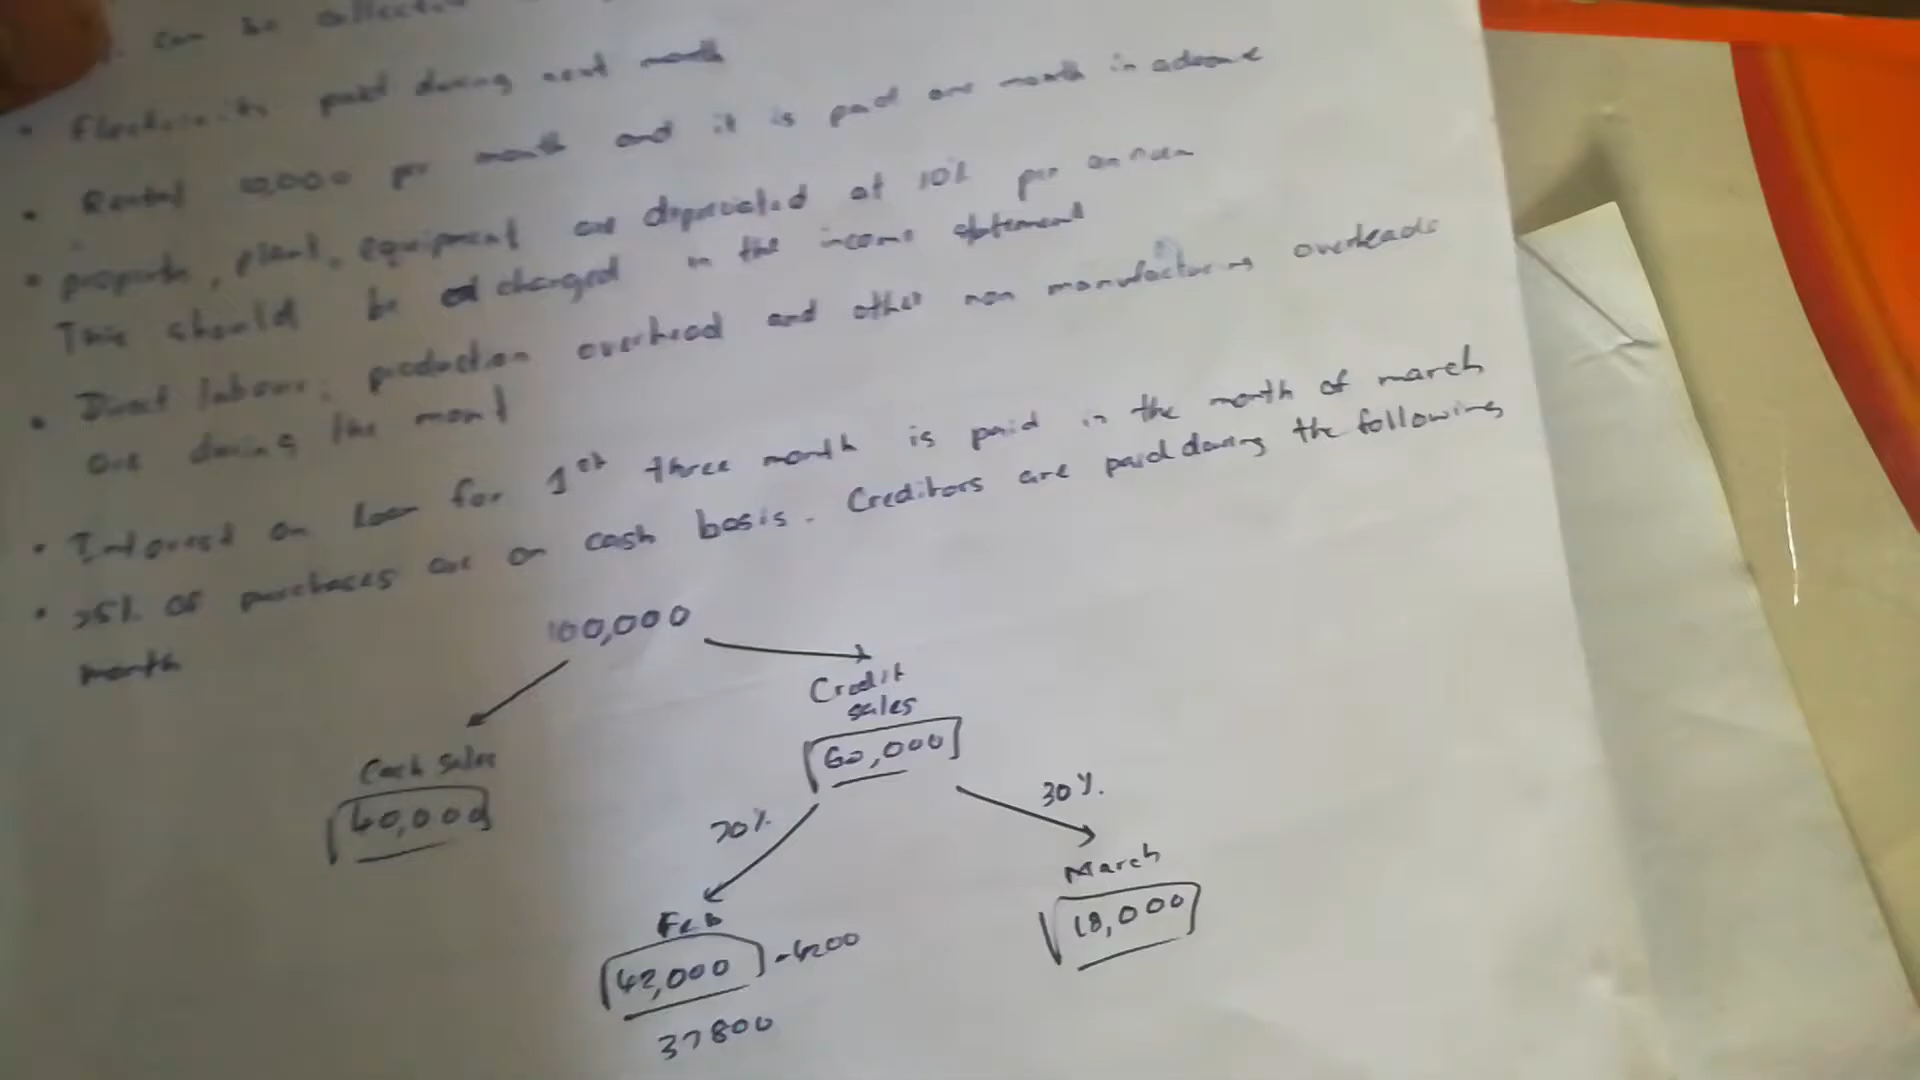 can be collected
• Electricity paid during next month
• Rental 10,000 per month and it is paid one month in advance
• property, plant, equipment are depreciated at 10% per annum
This should be charged in the income statement
• Direct labour, production overhead and other non manufacturing overheads
are during the mont
• Interest on loan for 1st three month is paid in the month of march
• 25% of purchases are on cash basis. Creditors are paid during the following
month
100,000
Credit
sales
60,000
Cash sales
40,000
70%
30%
March
18,000
FEB
42,000 - 4200
37800